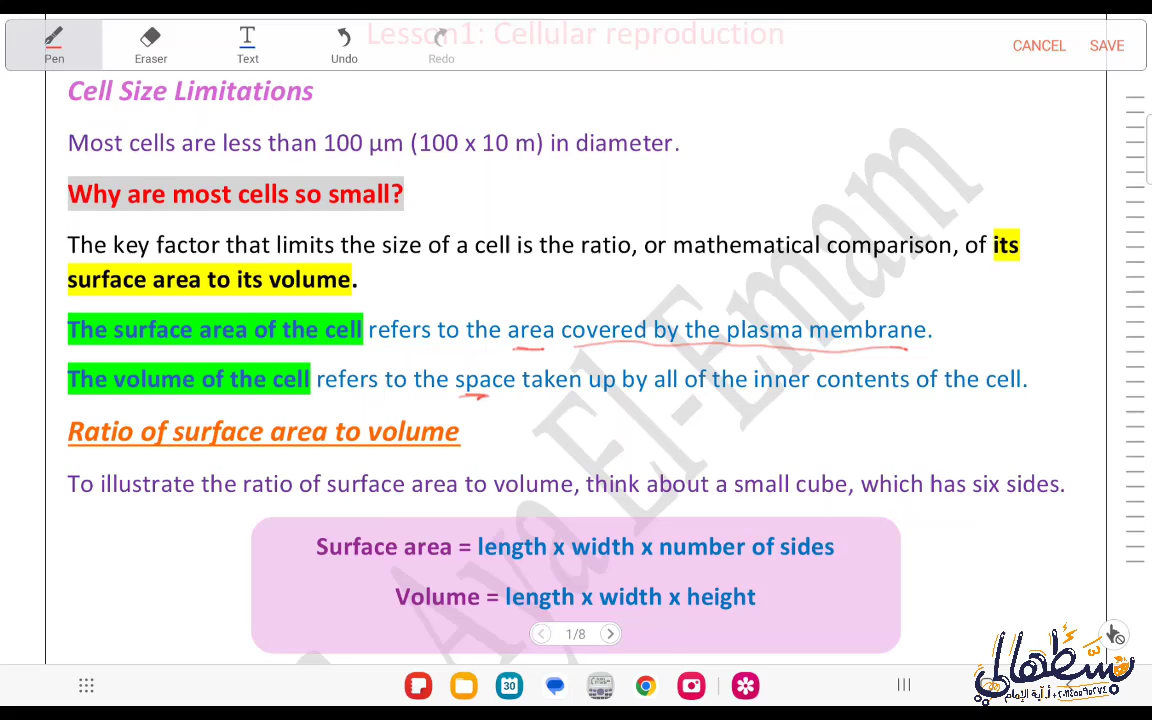 Lesson1: Cellular reproduction
Pen
Eraser
Text
Undo
Redo
CANCEL
SAVE
Cell Size Limitations
Most cells are less than 100 µm (100 x 10 m) in diameter.
Why are most cells so small?
The key factor that limits the size of a cell is the ratio, or mathematical comparison, of its
surface area to its volume.
The surface area of the cell refers to the area covered by the plasma membrane.
The volume of the cell refers to the space taken up by all of the inner contents of the cell.
Ratio of surface area to volume
To illustrate the ratio of surface area to volume, think about a small cube, which has six sides.
Surface area = length x width x number of sides
Volume = length x width x height
1/8
Aya El-Emam
30
أ. آية الإمام